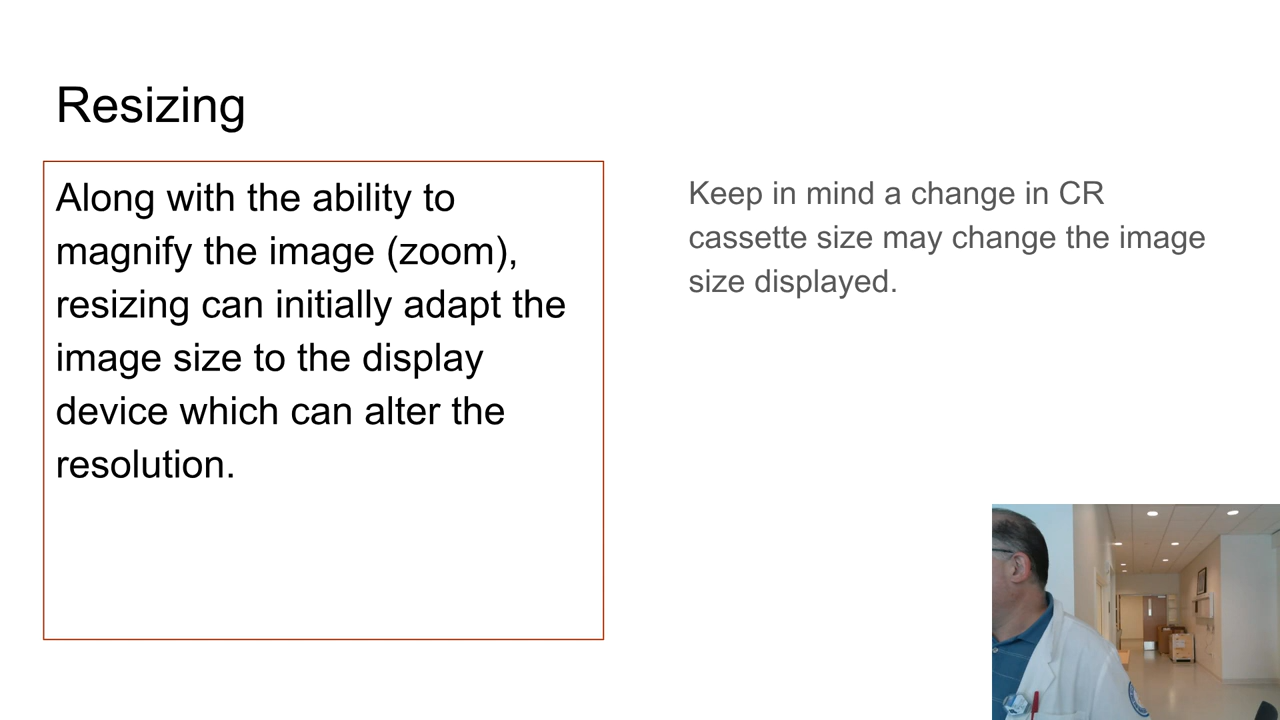 Resizing
Along with the ability to
magnify the image (zoom),
resizing can initially adapt the
image size to the display
device which can alter the
resolution.
Keep in mind a change in CR
cassette size may change the image
size displayed.